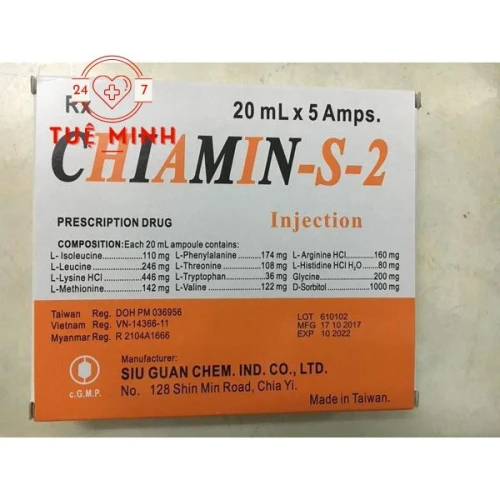 24 7
Rx
TUỆ MINH
20 mL x 5 Amps.
CHIAMIN-S-2
PRESCRIPTION DRUG
Injection
COMPOSITION:Each 20 mL ampoule contains:
L- Isoleucine..........110 mg L-Phenylalanine..........174 mg L-Arginine HCl..........160 mg
L-Leucine..........246 mg L-Threonine..........108 mg L-Histidine HCl H₂O..........80 mg
L-Lysine HCl..........446 mg L-Tryptophan..........36 mg Glycine..........200 mg
L-Methionine..........142 mg L-Valine..........122 mg D-Sorbitol..........1000 mg
Taiwan Reg. DOH PM 036956
Vietnam Reg. VN-14366-11
Myanmar Reg. R 2104A1666
LOT 610102
MFG 17 10 2017
EXP 10 2022
Manufacturer:
SIU GUAN CHEM. IND. CO., LTD.
No. 128 Shin Min Road, Chia Yi.
c.G.M.P.
Made in Taiwan.